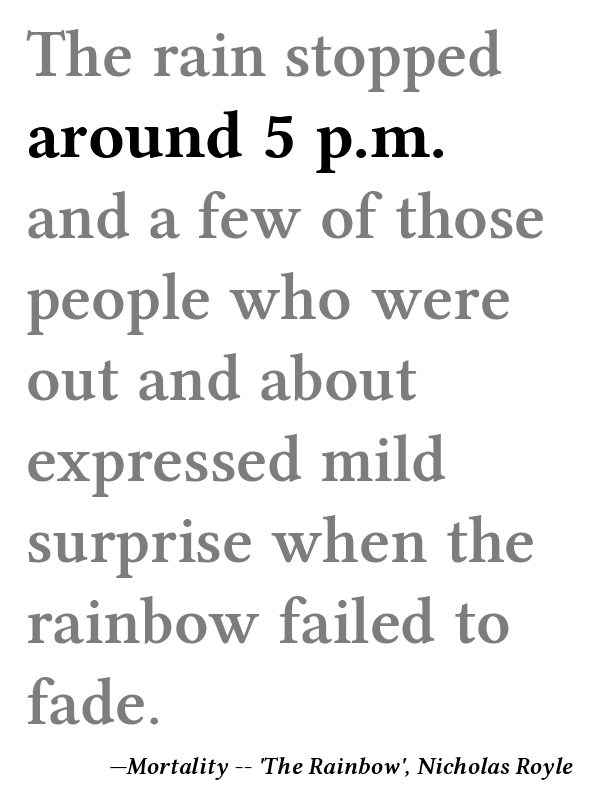 The rain stopped
around 5 p.m.
and a few of those
people who were
out and about
expressed mild
surprise when the
rainbow failed to
fade.
—Mortality -- 'The Rainbow', Nicholas Royle